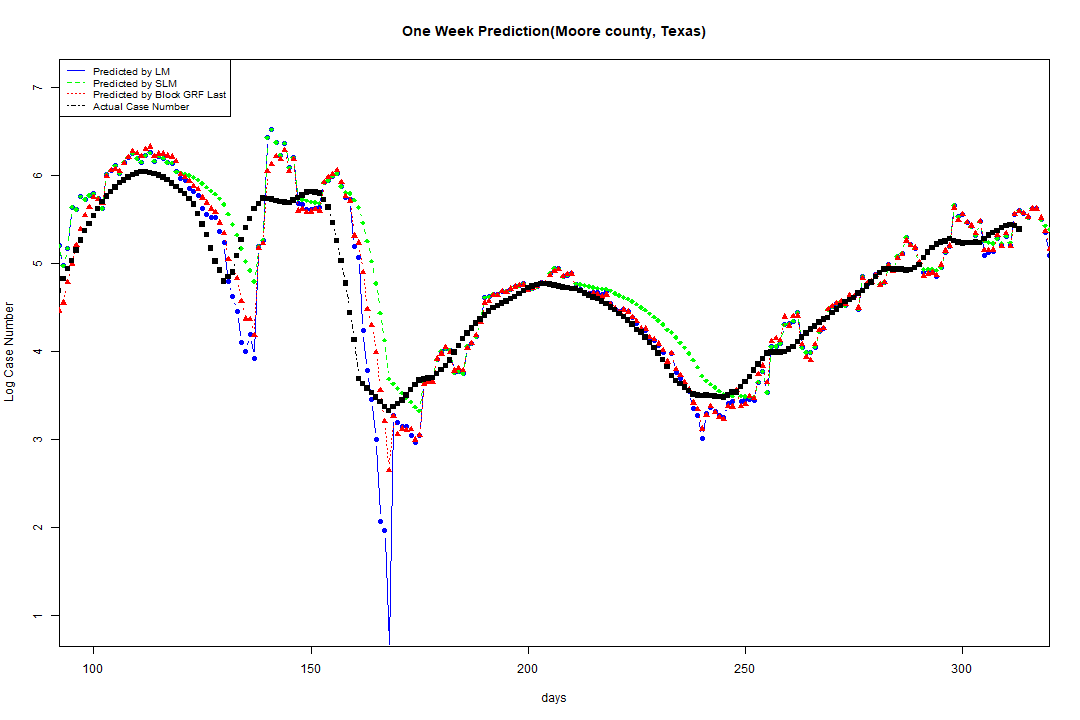 One Week Prediction(Moore county, Texas)
Predicted by LM
Predicted by SLM
Predicted by Block GRF Last
Actual Case Number
7
6
5
4
3
2
1
Log Case Number
100 150 200 250 300
days